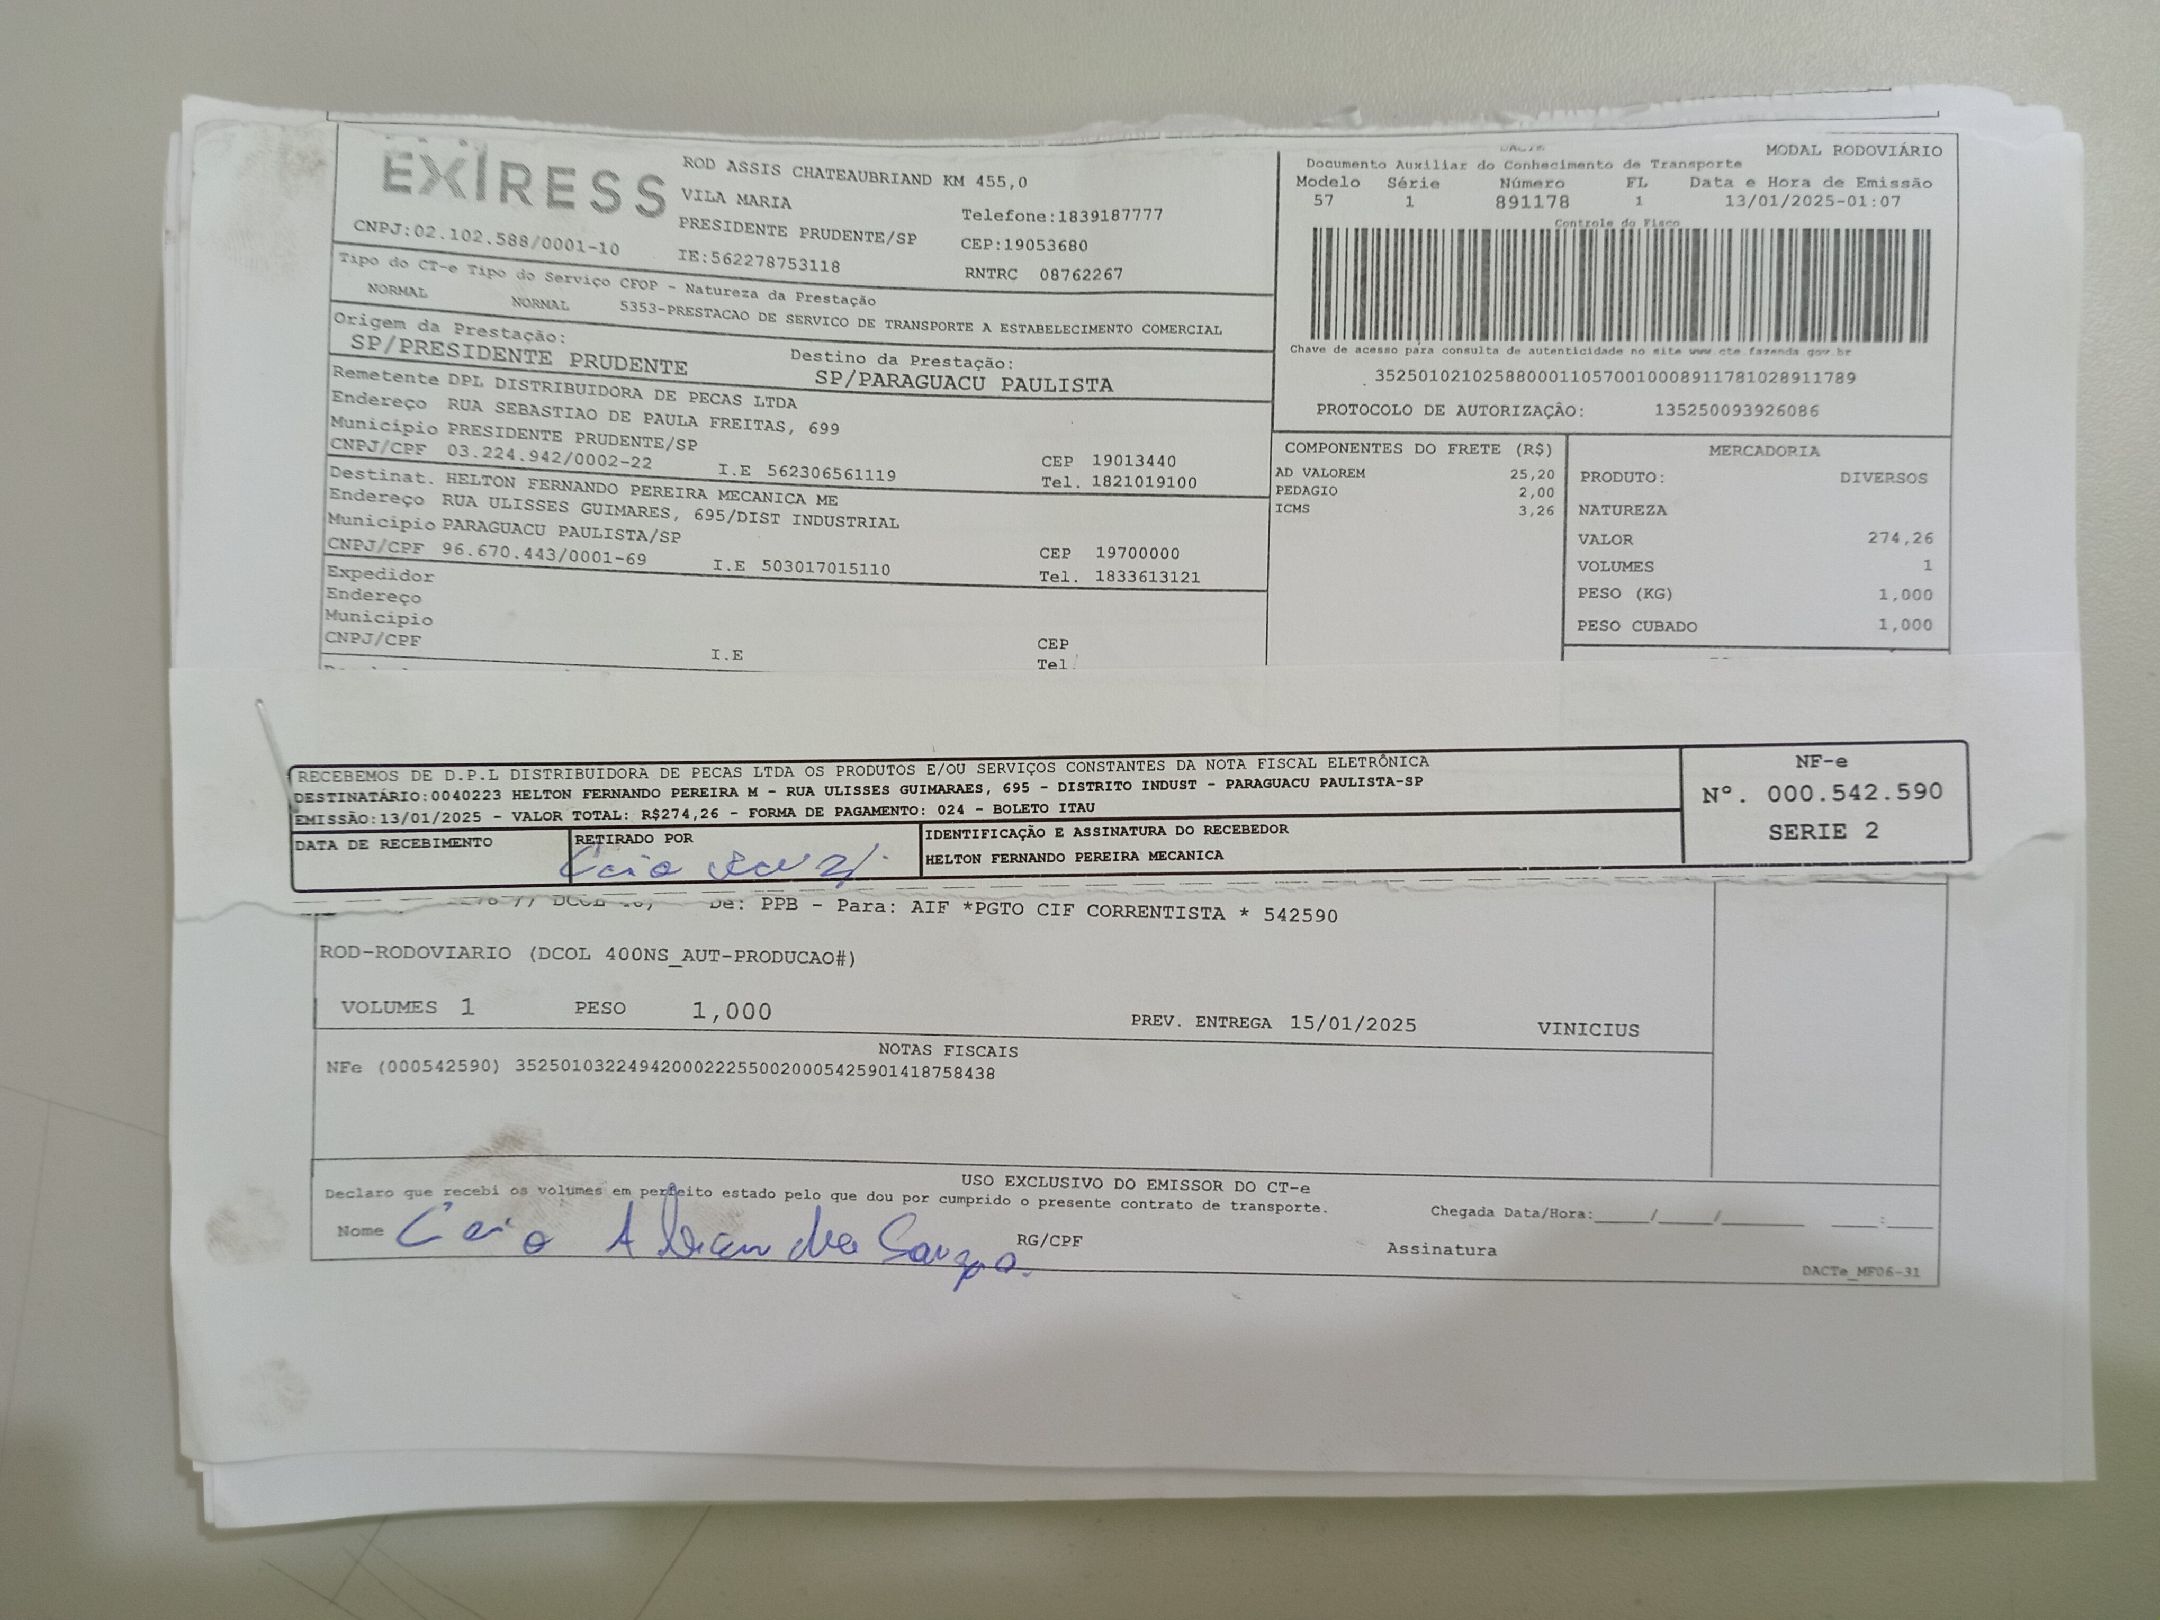 EXIRESS
ROD ASSIS CHATEAUBRIAND KM 455,0
VILA MARIA
Telefone:1839187777
PRESIDENTE PRUDENTE/SP
CEP:19053680
CNPJ:02.102.588/0001-10
IE:562278753118
RNTRC 08762267
MODAL RODOVIÁRIO
Documento Auxiliar do Conhecimento de Transporte
Modelo Série Número FL Data e Hora de Emissão
57 1 891178 1 13/01/2025-01:07
Controle do Fisco
Tipo do CT-e Tipo do Serviço CFOP - Natureza da Prestação
NORMAL NORMAL 5353-PRESTACAO DE SERVICO DE TRANSPORTE A ESTABELECIMENTO COMERCIAL
Origem da Prestação:
SP/PRESIDENTE PRUDENTE
Destino da Prestação:
SP/PARAGUACU PAULISTA
Chave de acesso para consulta de autenticidade no site www.cte.fazenda.gov.br
35250102102588000110570010008911781028911789
PROTOCOLO DE AUTORIZAÇÃO: 135250093926086
Remetente DPL DISTRIBUIDORA DE PECAS LTDA
Endereço RUA SEBASTIAO DE PAULA FREITAS, 699
Município PRESIDENTE PRUDENTE/SP
CEP 19013440
CNPJ/CPF 03.224.942/0002-22 I.E 562306561119 Tel. 1821019100
Destinat. HELTON FERNANDO PEREIRA MECANICA ME
Endereço RUA ULISSES GUIMARES, 695/DIST INDUSTRIAL
Município PARAGUACU PAULISTA/SP
CEP 19700000
CNPJ/CPF 96.670.443/0001-69 I.E 503017015110 Tel. 1833613121
Expedidor
Endereço
Município
CEP
CNPJ/CPF I.E Tel.
COMPONENTES DO FRETE (R$)
AD VALOREM 25,20
PEDAGIO 2,00
ICMS 3,26
MERCADORIA
PRODUTO: DIVERSOS
NATUREZA
VALOR 274,26
VOLUMES 1
PESO (KG) 1,000
PESO CUBADO 1,000
RECEBEMOS DE D.P.L DISTRIBUIDORA DE PECAS LTDA OS PRODUTOS E/OU SERVIÇOS CONSTANTES DA NOTA FISCAL ELETRÔNICA
DESTINATÁRIO:0040223 HELTON FERNANDO PEREIRA M - RUA ULISSES GUIMARAES, 695 - DISTRITO INDUST - PARAGUACU PAULISTA-SP
EMISSÃO:13/01/2025 - VALOR TOTAL: R$274,26 - FORMA DE PAGAMENTO: 024 - BOLETO ITAU
DATA DE RECEBIMENTO
RETIRADO POR
Caio
IDENTIFICAÇÃO E ASSINATURA DO RECEBEDOR
HELTON FERNANDO PEREIRA MECANICA
NF-e
Nº. 000.542.590
SERIE 2
De: PPB - Para: AIF *PGTO CIF CORRENTISTA * 542590
ROD-RODOVIARIO (DCOL 400NS_AUT-PRODUCAO#)
VOLUMES 1 PESO 1,000 PREV. ENTREGA 15/01/2025 VINICIUS
NOTAS FISCAIS
NFe (000542590) 35250103224942000222550020005425901418758438
USO EXCLUSIVO DO EMISSOR DO CT-e
Declaro que recebi os volumes em perfeito estado pelo que dou por cumprido o presente contrato de transporte.
Chegada Data/Hora:_____/_____/________ _____:_____
Nome Caio RG/CPF Assinatura
DACTe_MF06-31